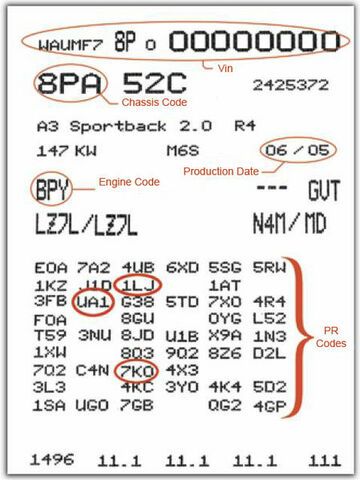 WAUMF7 8P 0 00000000
Vin
8PA 52C 2425372
Chassis Code
A3 Sportback 2.0 R4
147 KW M6S 06/05
Production Date
BPY --- GVT
Engine Code
LZ7L/LZ7L N4M/MD
E0A 7A2 4UB 6XD 5SG 5RW
1KZ J1D 1LJ 1AT
3FB UA1 G38 5TD 7X0 4R4
F0A 8GU 0YG L52
T59 3NU 8JD U1B X9A 1N3
1XW 8Q3 9Q2 8Z6 D2L
7Q2 C4N 7K0 4X3
3L3 4KC 3Y0 4K4 5D2
1SA UG0 7GB QG2 4GP
PR Codes
1496 11.1 11.1 11.1 111